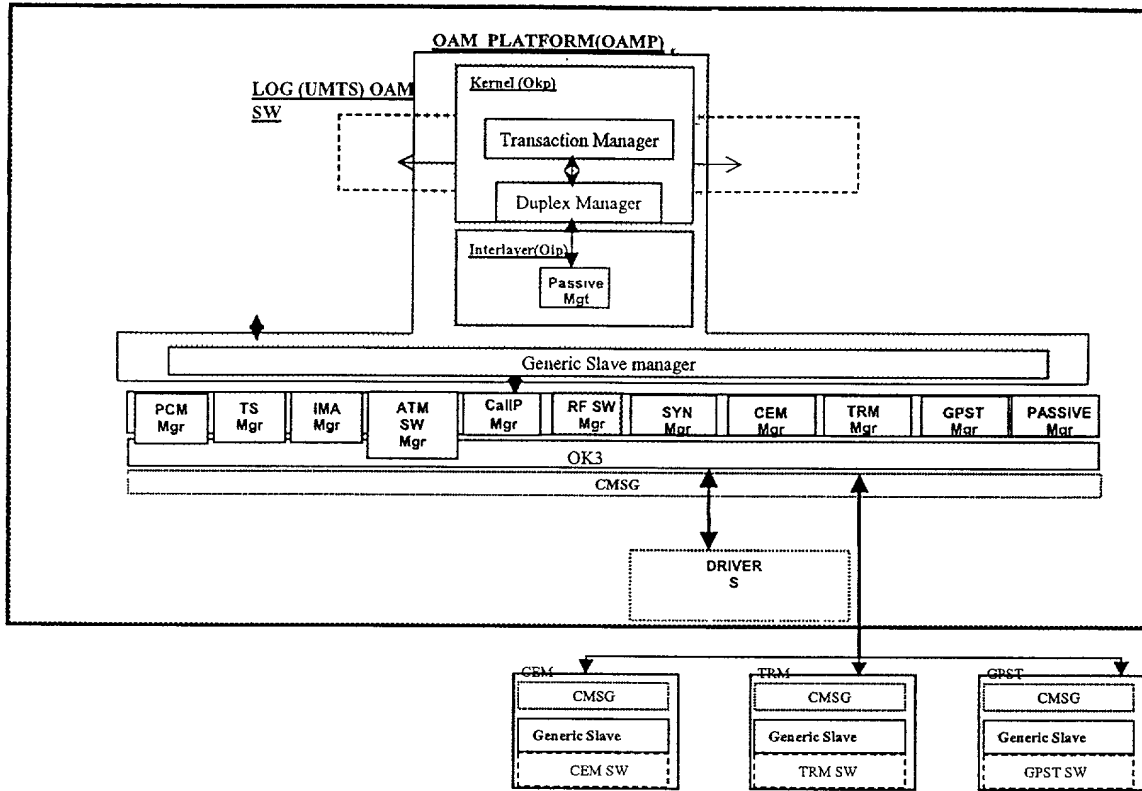 OAM PLATFORM(OAMP)
Kernel (Okp)
LOG (UMTS) OAM
SW
Transaction Manager
Duplex Manager
Interlayer(Oip)
Passive
Mgt
Generic Slave manager
PCM
Mgr
TS
Mgr
IMA
Mgr
ATM
SW
Mgr
CallP
Mgr
RF SW
Mgr
SYN
Mgr
CEM
Mgr
TRM
Mgr
GPST
Mgr
PASSIVE
Mgr
OK3
CMSG
DRIVER
S
CEM
CMSG
Generic Slave
CEM SW
TRM
CMSG
Generic Slave
TRM SW
GPST
CMSG
Generic Slave
GPST SW